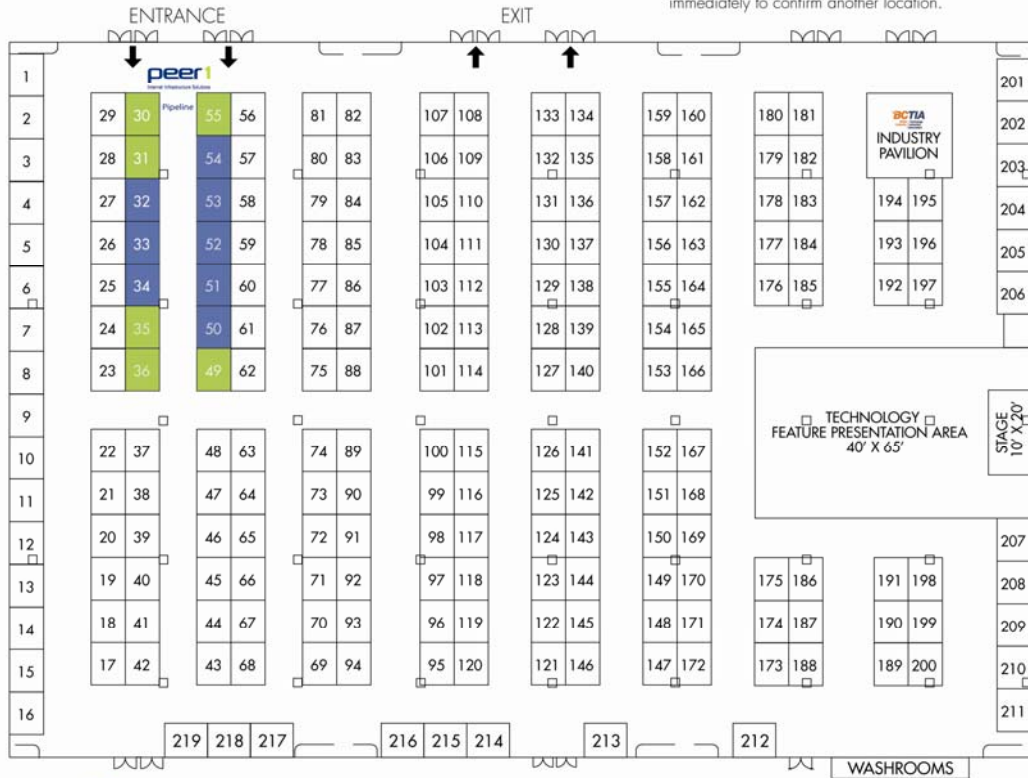 immediately to confirm another location.
ENTRANCE EXIT
peer1
Internet Infrastructure Solutions
Pipeline
1 201
2 29 30 55 56 81 82 107 108 133 134 159 160 180 181 BCTIA 202
INDUSTRY
PAVILION
3 28 31 54 57 80 83 106 109 132 135 158 161 179 182 203
4 27 32 53 58 79 84 105 110 131 136 157 162 178 183 194 195 204
5 26 33 52 59 78 85 104 111 130 137 156 163 177 184 193 196 205
6 25 34 51 60 77 86 103 112 129 138 155 164 176 185 192 197 206
7 24 35 50 61 76 87 102 113 128 139 154 165
8 23 36 49 62 75 88 101 114 127 140 153 166
9
TECHNOLOGY
FEATURE PRESENTATION AREA
40' X 65'
STAGE
10' X 20'
10 22 37 48 63 74 89 100 115 126 141 152 167
11 21 38 47 64 73 90 99 116 125 142 151 168
12 20 39 46 65 72 91 98 117 124 143 150 169 207
13 19 40 45 66 71 92 97 118 123 144 149 170 175 186 191 198 208
14 18 41 44 67 70 93 96 119 122 145 148 171 174 187 190 199 209
15 17 42 43 68 69 94 95 120 121 146 147 172 173 188 189 200 210
16 211
219 218 217 216 215 214 213 212
WASHROOMS